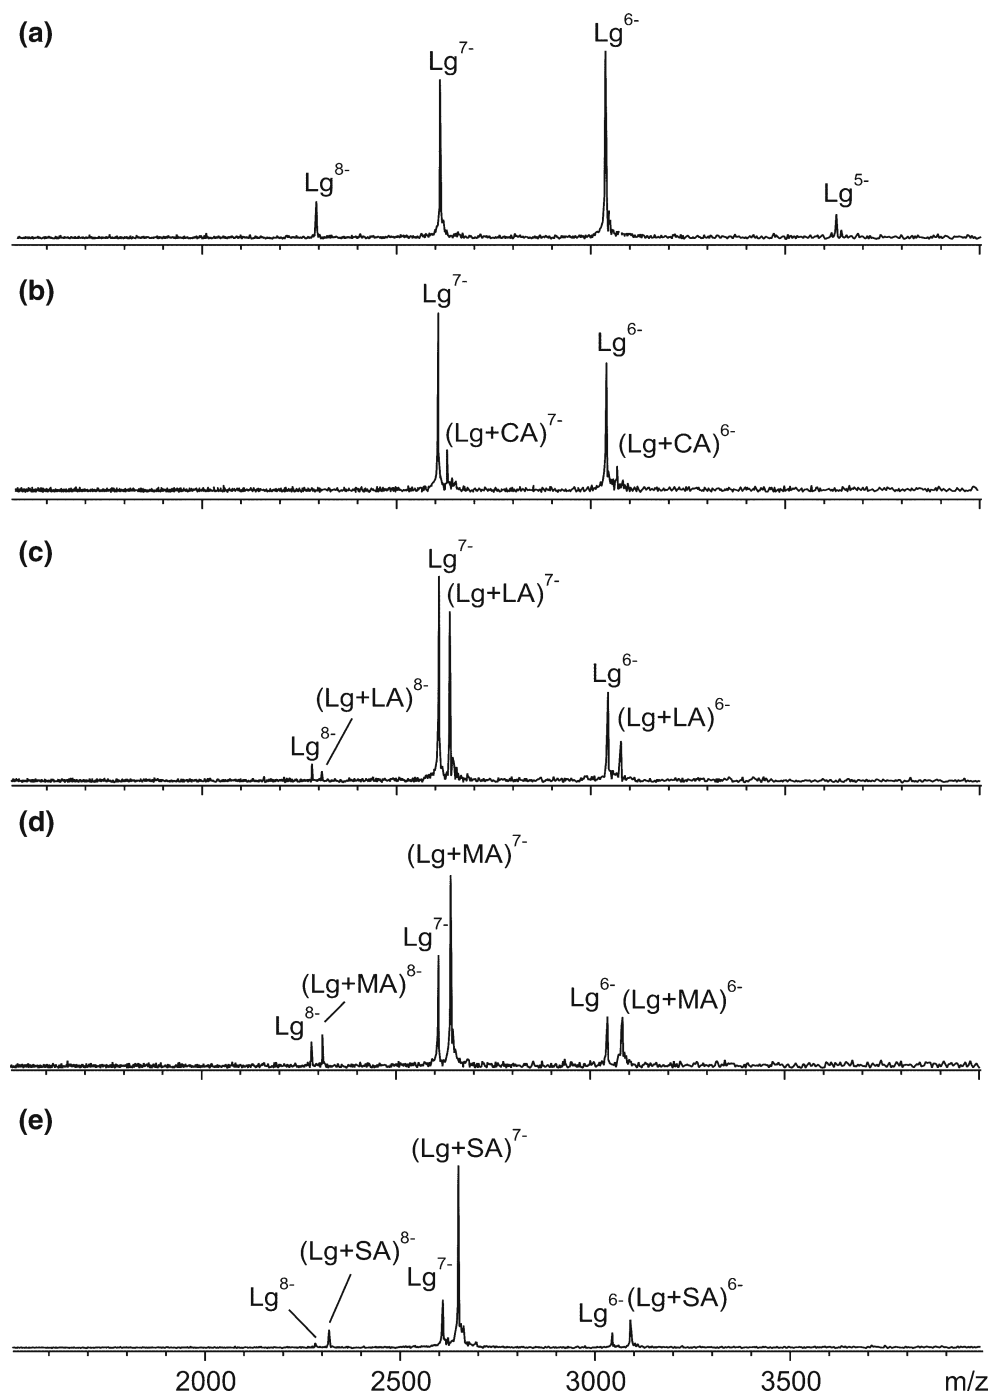 (a)
Lg6-
Lg7-
Lg8-
Lg5-
(b)
Lg7-
Lg6-
(Lg+CA)7-
(Lg+CA)6-
(c)
Lg7-
(Lg+LA)7-
Lg6-
(Lg+LA)8-
(Lg+LA)6-
Lg8-
(d)
(Lg+MA)7-
Lg7-
(Lg+MA)8-
Lg6- (Lg+MA)6-
Lg8-
(e)
(Lg+SA)7-
(Lg+SA)8-
Lg7-
Lg8-
Lg6- (Lg+SA)6-
2000 2500 3000 3500 m/z